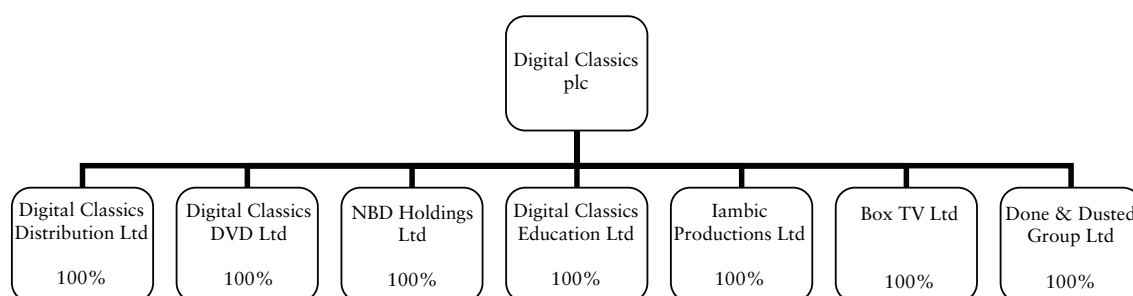 Digital Classics
plc
Digital Classics
Distribution Ltd
100%
Digital Classics
DVD Ltd
100%
NBD Holdings
Ltd
100%
Digital Classics
Education Ltd
100%
Iambic
Productions Ltd
100%
Box TV Ltd
100%
Done & Dusted
Group Ltd
100%